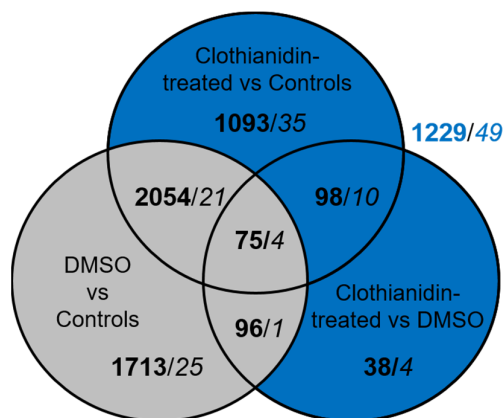 Clothianidin-
treated vs Controls
1093/35
1229/49
2054/21
98/10
75/4
DMSO
vs
Controls
Clothianidin-
treated vs DMSO
96/1
1713/25
38/4